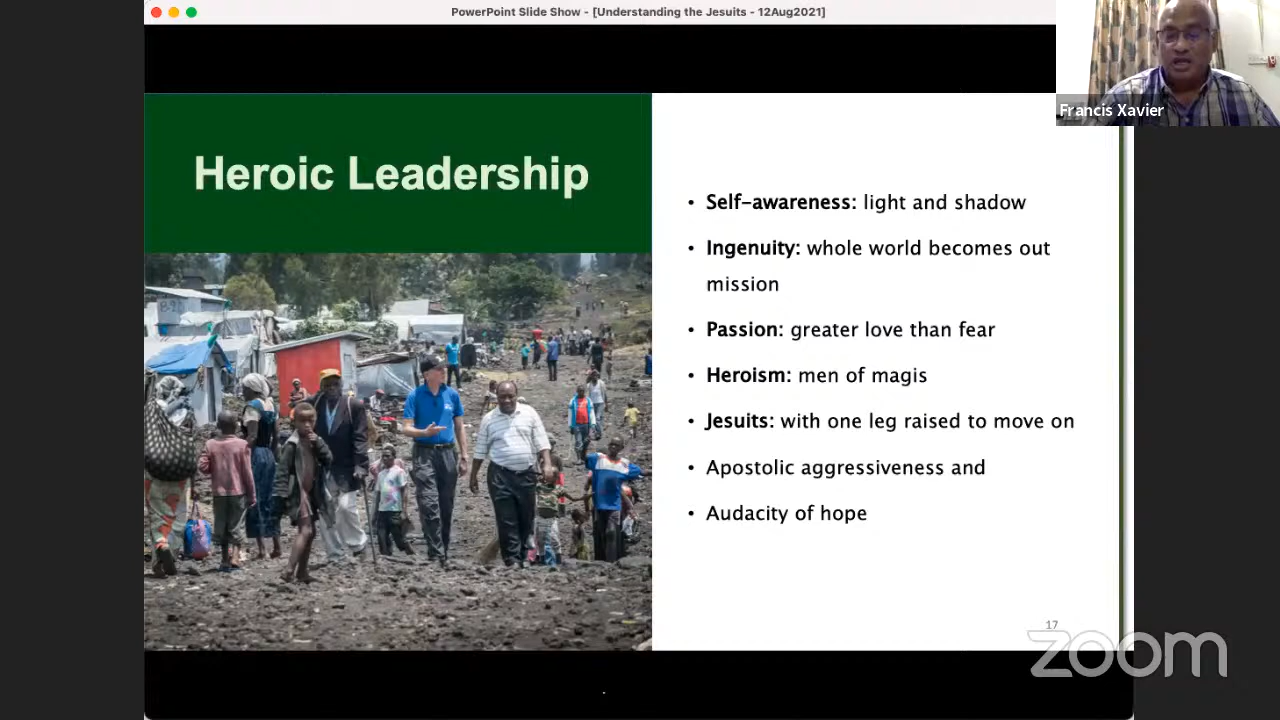 PowerPoint Slide Show - [Understanding the Jesuits - 12Aug2021]
Francis Xavier
Heroic Leadership
• Self-awareness: light and shadow
• Ingenuity: whole world becomes out
mission
• Passion: greater love than fear
• Heroism: men of magis
• Jesuits: with one leg raised to move on
• Apostolic aggressiveness and
• Audacity of hope
17
zoom